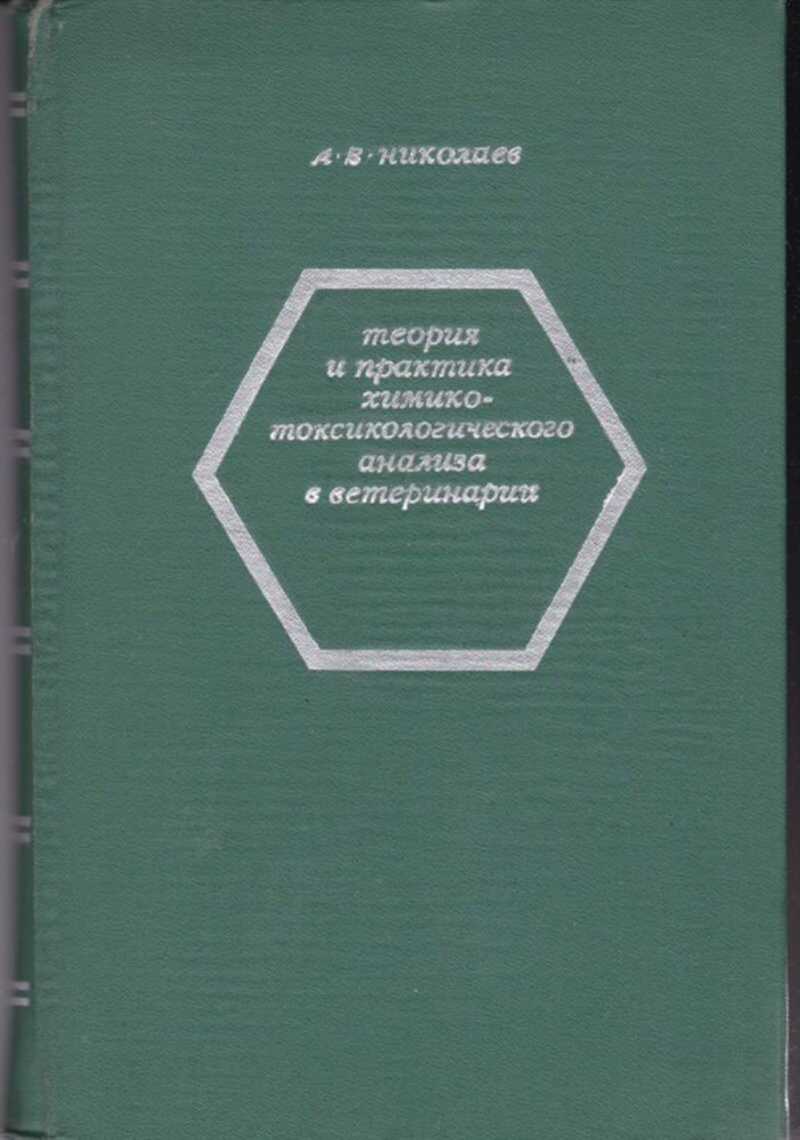 А·В·николаев
теория
и практика
химико-
токсикологического
анализа
в ветеринарии